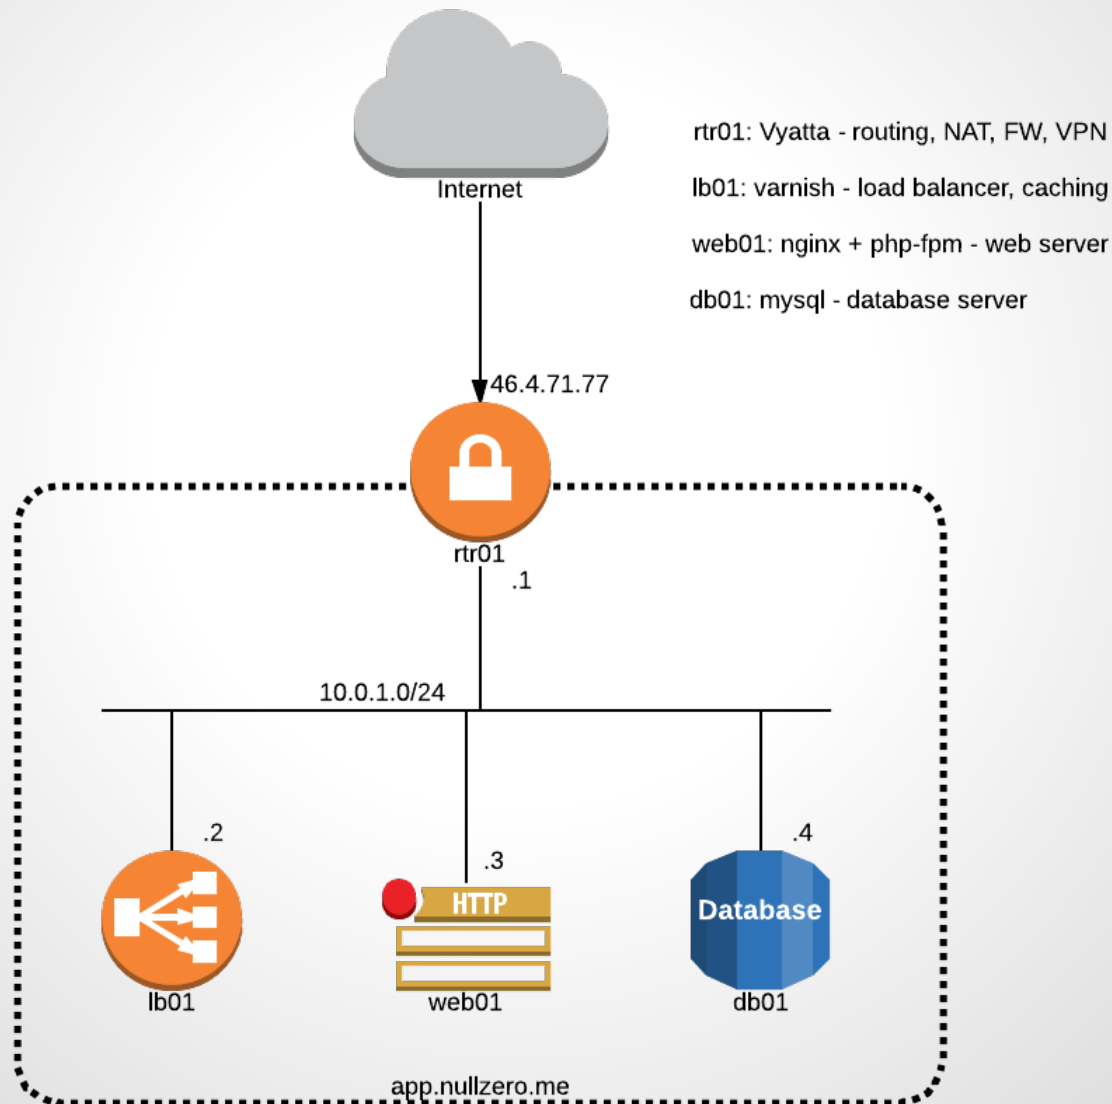 Internet
rtr01: Vyatta - routing, NAT, FW, VPN
lb01: varnish - load balancer, caching
web01: nginx + php-fpm - web server
db01: mysql - database server
46.4.71.77
rtr01
.1
10.0.1.0/24
.2
.3
.4
HTTP
Database
lb01
web01
db01
app.nullzero.me